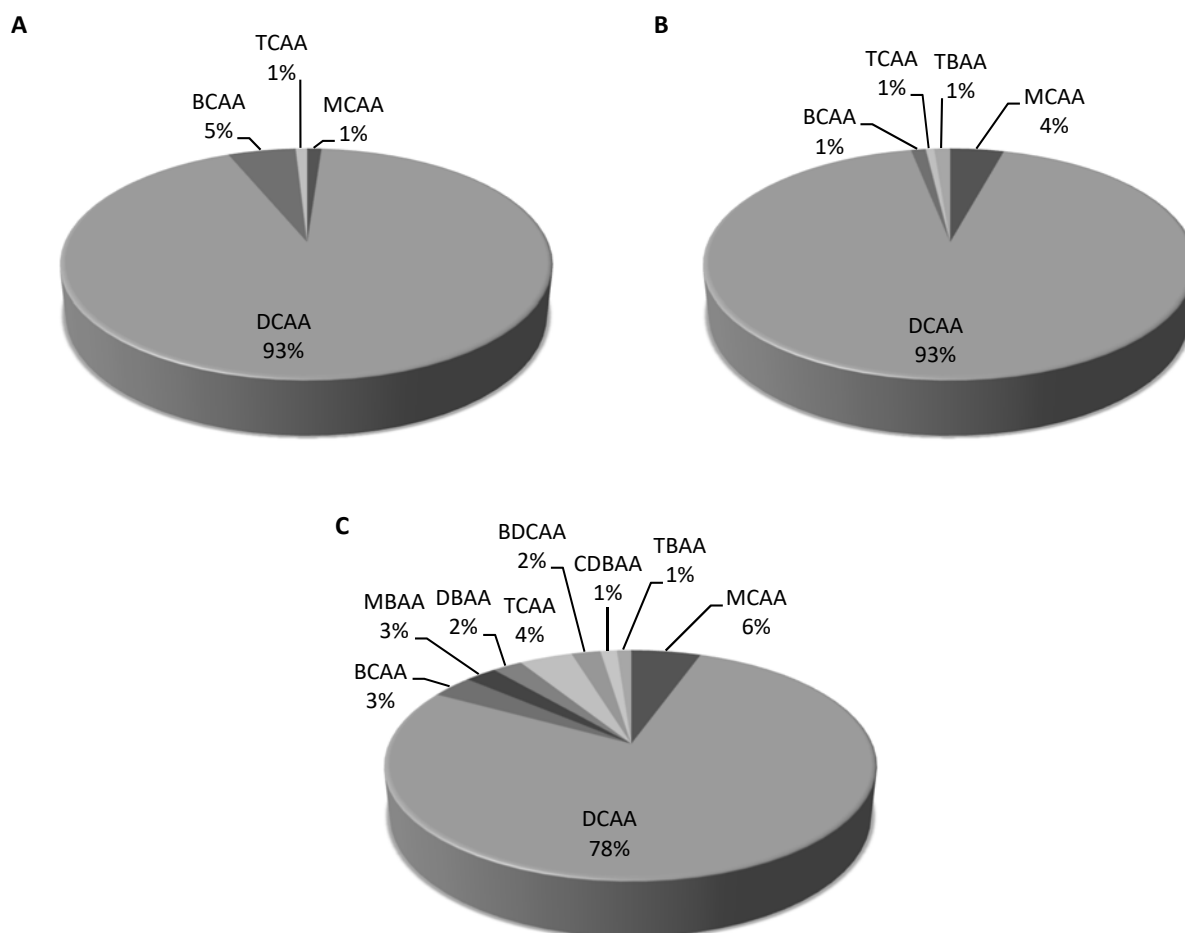 A
TCAA
1%
BCAA
5%
MCAA
1%
DCAA
93%
B
TCAA
1%
TBAA
1%
BCAA
1%
MCAA
4%
DCAA
93%
C
BDCAA
2%
CDBAA
1%
TBAA
1%
MBAA
3%
DBAA
2%
TCAA
4%
MCAA
6%
BCAA
3%
DCAA
78%